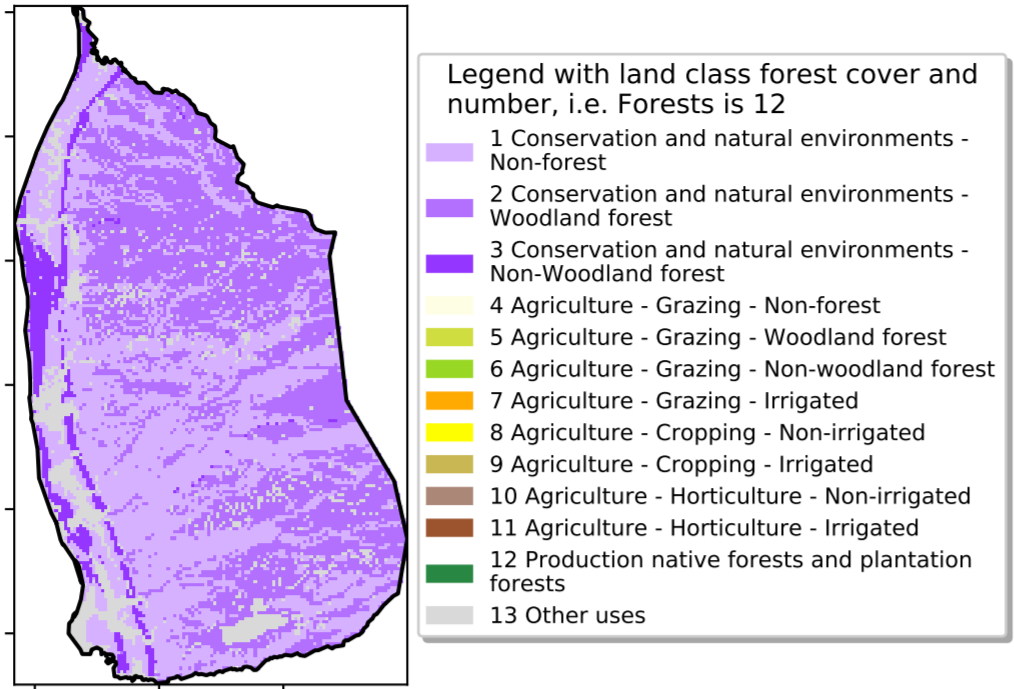 Legend with land class forest cover and
number, i.e. Forests is 12
1 Conservation and natural environments -
Non-forest
2 Conservation and natural environments -
Woodland forest
3 Conservation and natural environments -
Non-Woodland forest
4 Agriculture - Grazing - Non-forest
5 Agriculture - Grazing - Woodland forest
6 Agriculture - Grazing - Non-woodland forest
7 Agriculture - Grazing - Irrigated
8 Agriculture - Cropping - Non-irrigated
9 Agriculture - Cropping - Irrigated
10 Agriculture - Horticulture - Non-irrigated
11 Agriculture - Horticulture - Irrigated
12 Production native forests and plantation
forests
13 Other uses